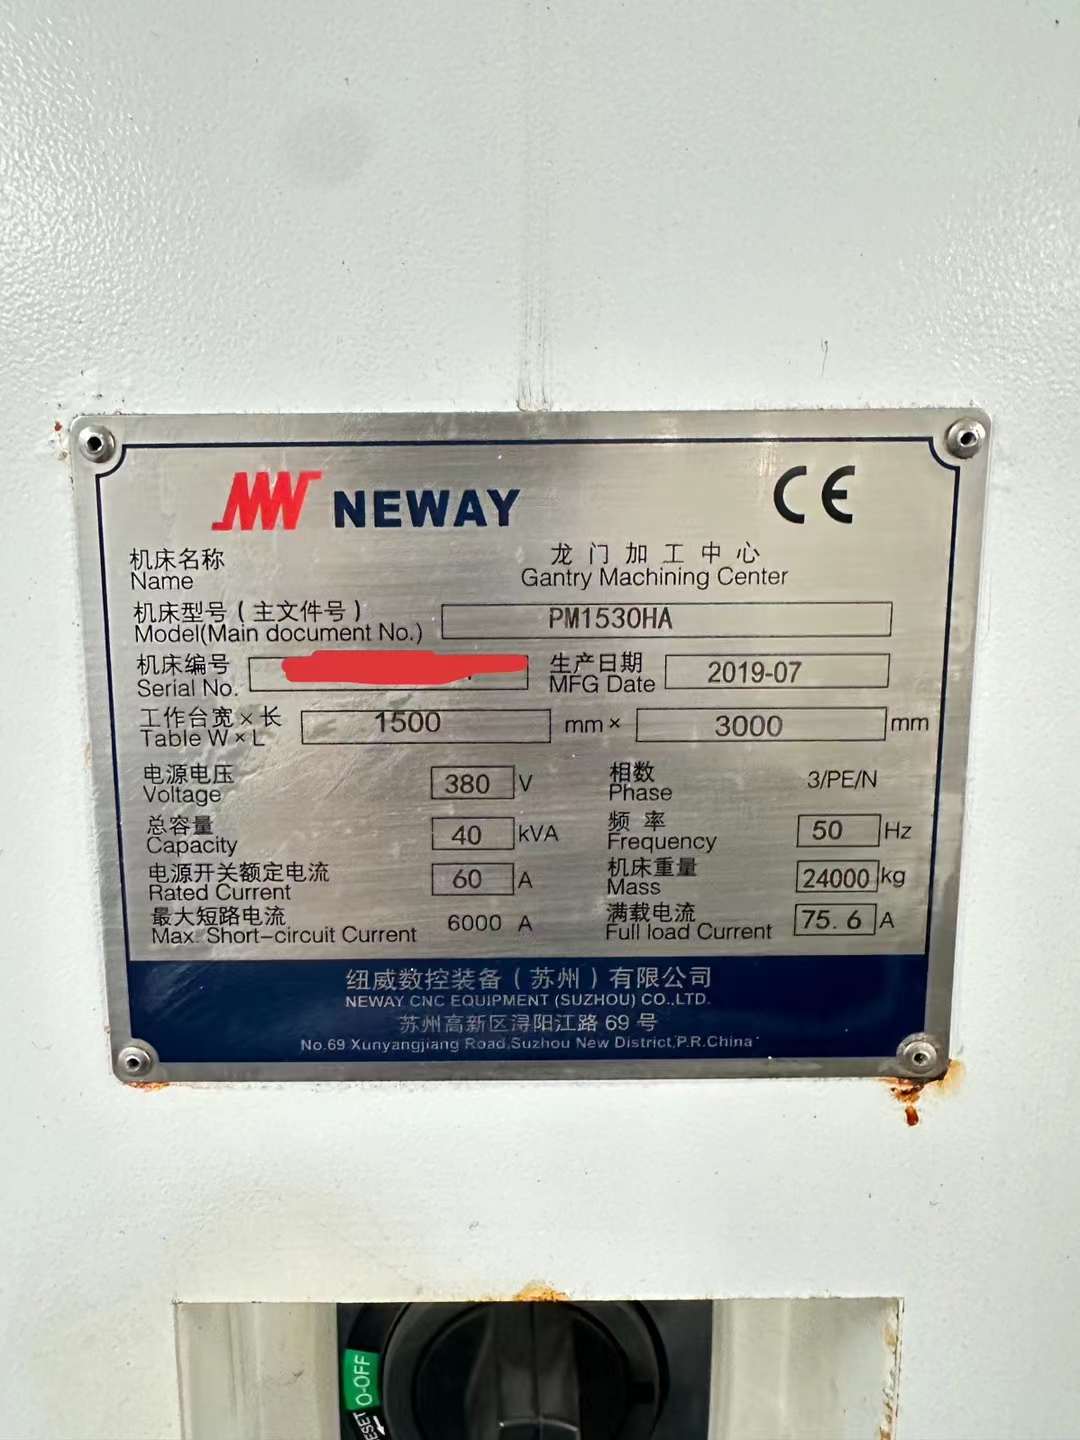 NEWAY CE
机床名称 龙门加工中心
Name Gantry Machining Center
机床型号(主文件号) PM1530HA
Model(Main document No.)
机床编号 生产日期 2019-07
Serial No. MFG Date
工作台宽×长 1500 mm× 3000 mm
Table W×L
电源电压 380 V 相数 3/PE/N
Voltage Phase
总容量 40 kVA 频率 50 Hz
Capacity Frequency
电源开关额定电流 60 A 机床重量 24000 kg
Rated Current Mass
最大短路电流 6000 A 满载电流 75.6 A
Max. Short-circuit Current Full load Current
纽威数控装备(苏州)有限公司
NEWAY CNC EQUIPMENT (SUZHOU) CO.,LTD.
苏州高新区浔阳江路 69 号
No.69 Xunyangjiang Road,Suzhou New District,P.R.China
O-OFF
RESET